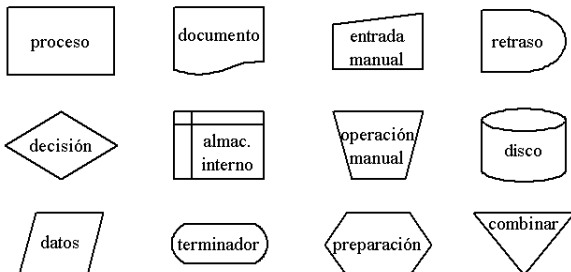 proceso
documento
entrada
manual
retraso
decisión
almac.
interno
operación
manual
disco
datos
terminador
preparación
combinar